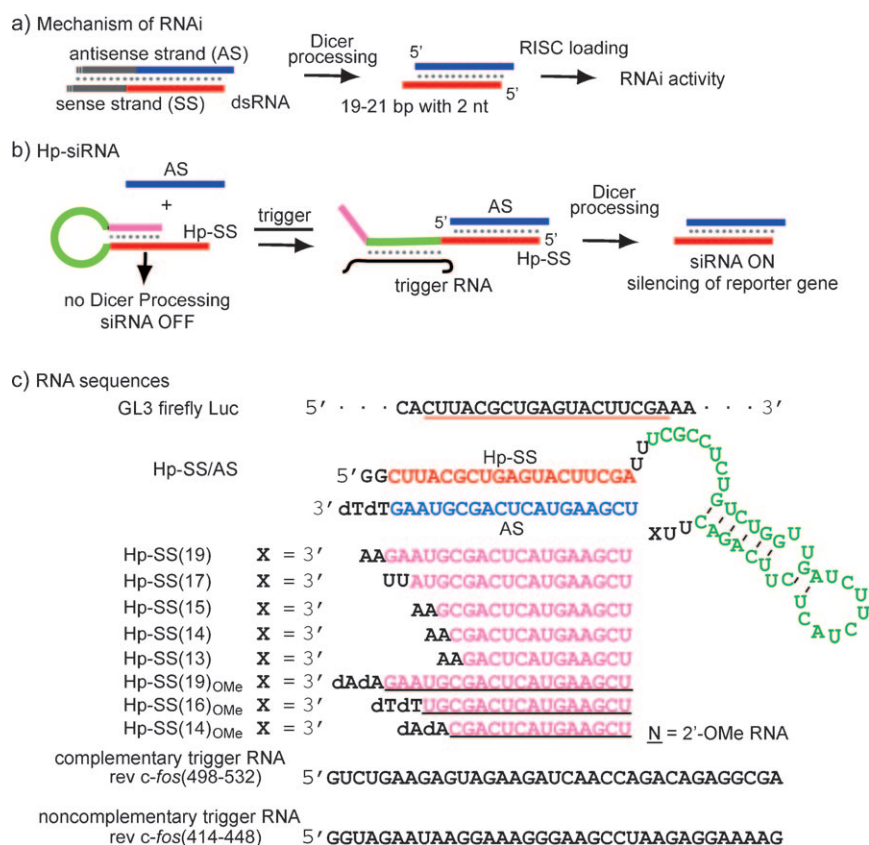 a) Mechanism of RNAi
antisense strand (AS)
sense strand (SS)
dsRNA
Dicer
processing
5'
5'
19-21 bp with 2 nt
RISC loading
RNAi activity
b) Hp-siRNA
AS
+
Hp-SS
no Dicer Processing
siRNA OFF
trigger
5'
AS
5'
Hp-SS
trigger RNA
Dicer
processing
siRNA ON
silencing of reporter gene
c) RNA sequences
GL3 firefly Luc 5' · · · CACUUACGCUGAGUACUUCGAAA · · · 3'
Hp-SS/AS
Hp-SS
5'GGCUUACGCUGAGUACUUCGA
UUUCGCCUCUGUCUGGUUGAUCUUCUCAUCUUCAGACUUX
3'dTdTGAAUGCGACUCAUGAAGCU
AS
Hp-SS(19) X = 3' AAGAAUGCGACUCAUGAAGCU
Hp-SS(17) X = 3' UUAUGCGACUCAUGAAGCU
Hp-SS(15) X = 3' AAGCGACUCAUGAAGCU
Hp-SS(14) X = 3' AACGACUCAUGAAGCU
Hp-SS(13) X = 3' AAGACUCAUGAAGCU
Hp-SS(19)OMe X = 3' dAdAGAAUGCGACUCAUGAAGCU
Hp-SS(16)OMe X = 3' dTdTUGCGACUCAUGAAGCU
Hp-SS(14)OMe X = 3' dAdACGACUCAUGAAGCU
N = 2'-OMe RNA
complementary trigger RNA
rev c-fos(498-532) 5'GUCUGAAGAGUAGAAGAUCAACCAGACAGAGGCGA
noncomplementary trigger RNA
rev c-fos(414-448) 5'GGUAGAAUAAGGAAAGGGAAGCCUAAGAGGAAAAG